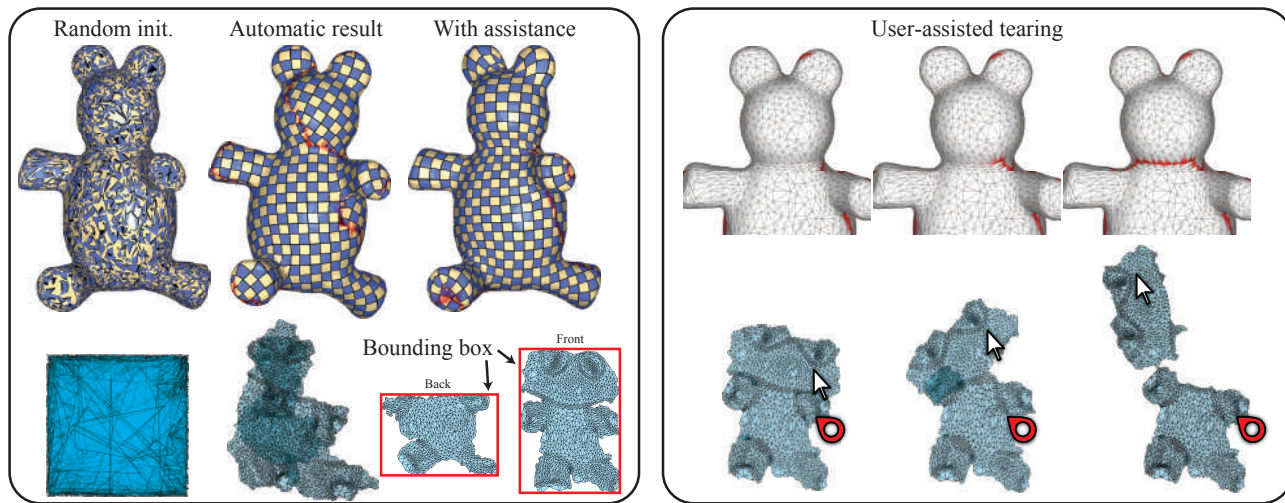 Random init.
Automatic result
With assistance
Bounding box
Back
Front
User-assisted tearing